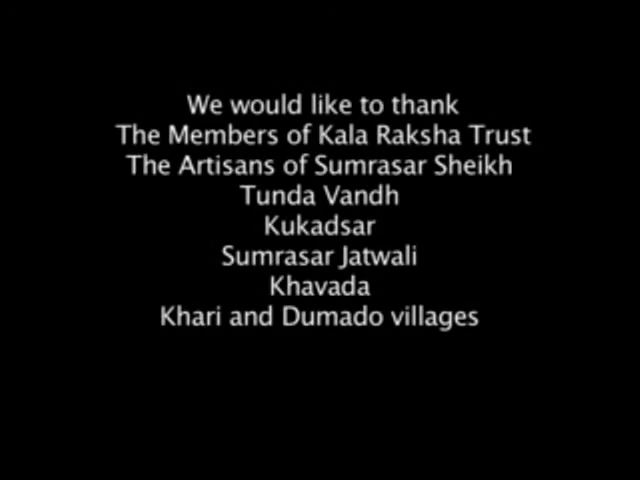 We would like to thank
The Members of Kala Raksha Trust
The Artisans of Sumrasar Sheikh
Tunda Vandh
Kukadsar
Sumrasar Jatwali
Khavada
Khari and Dumado villages